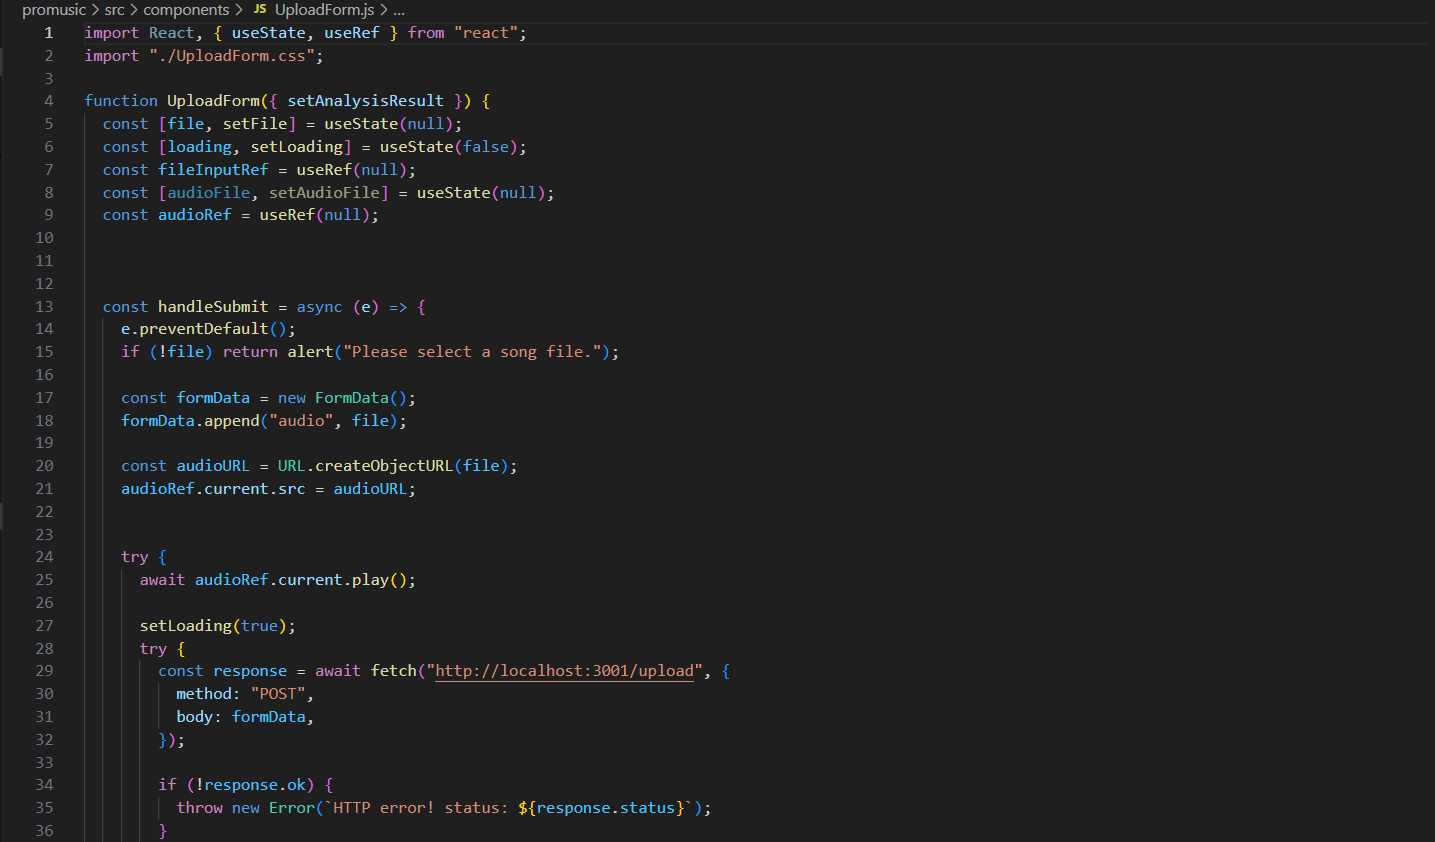 promusic > src > components > JS UploadForm.js > ...
1 import React, { useState, useRef } from "react";
2 import "./UploadForm.css";
3
4 function UploadForm({ setAnalysisResult }) {
5   const [file, setFile] = useState(null);
6   const [loading, setLoading] = useState(false);
7   const fileInputRef = useRef(null);
8   const [audioFile, setAudioFile] = useState(null);
9   const audioRef = useRef(null);
10
11
12
13   const handleSubmit = async (e) => {
14     e.preventDefault();
15     if (!file) return alert("Please select a song file.");
16
17     const formData = new FormData();
18     formData.append("audio", file);
19
20     const audioURL = URL.createObjectURL(file);
21     audioRef.current.src = audioURL;
22
23
24     try {
25       await audioRef.current.play();
26
27       setLoading(true);
28       try {
29         const response = await fetch("http://localhost:3001/upload", {
30           method: "POST",
31           body: formData,
32         });
33
34         if (!response.ok) {
35           throw new Error(`HTTP error! status: ${response.status}`);
36         }